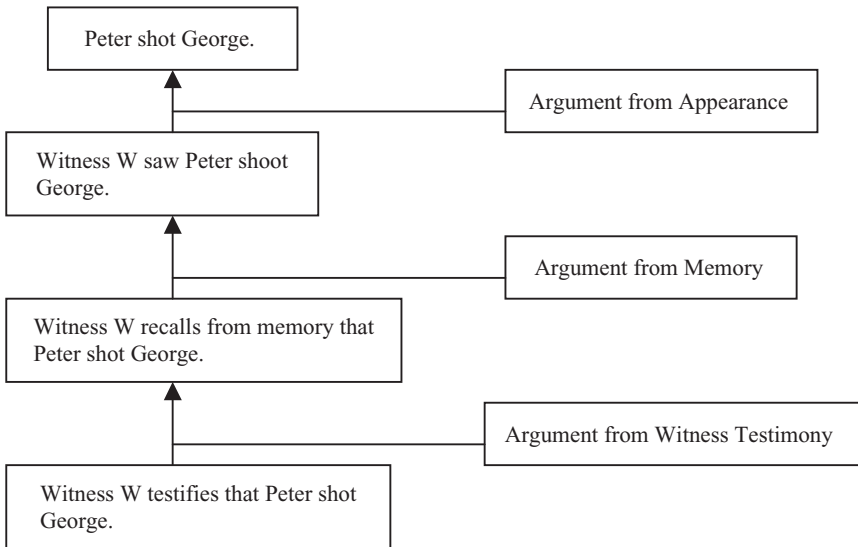 Peter shot George.
Argument from Appearance
Witness W saw Peter shoot
George.
Argument from Memory
Witness W recalls from memory that
Peter shot George.
Argument from Witness Testimony
Witness W testifies that Peter shot
George.